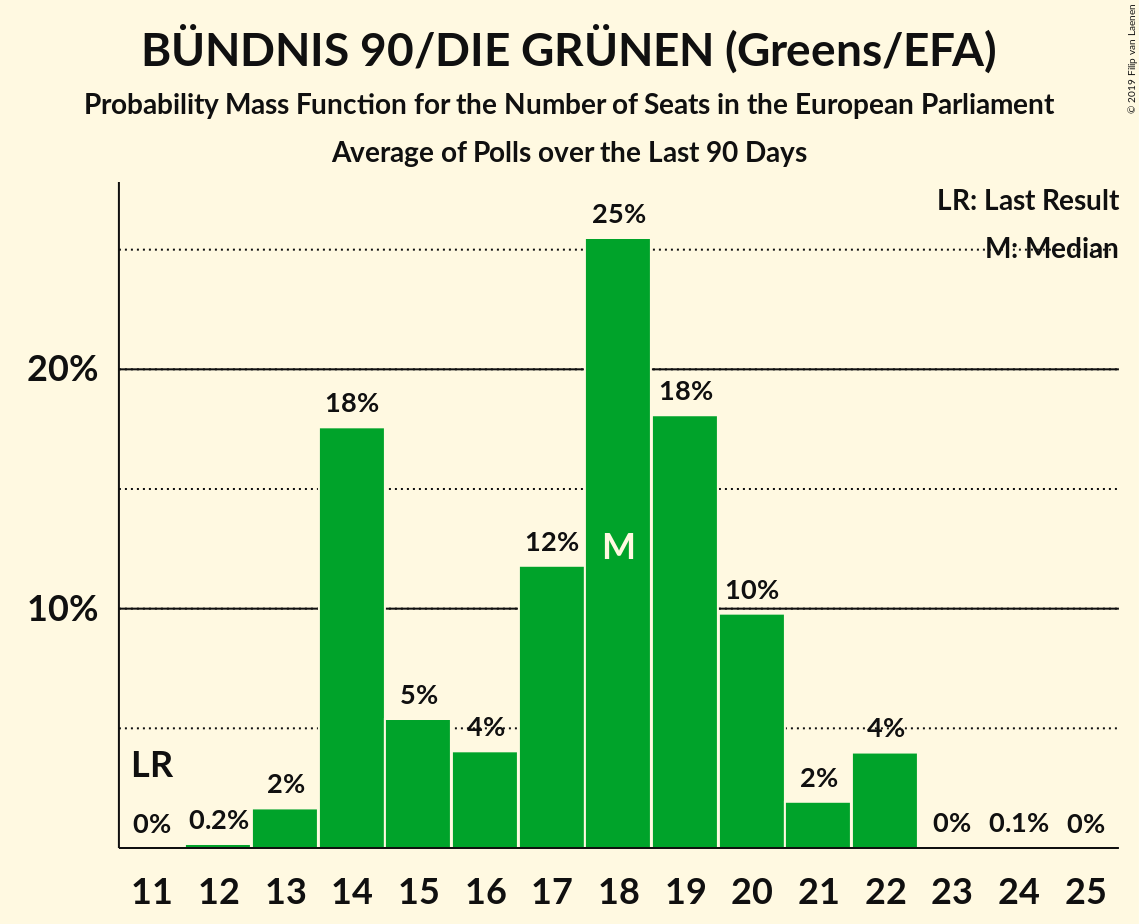 BÜNDNIS 90/DIE GRÜNEN (Greens/EFA)
Probability Mass Function for the Number of Seats in the European Parliament
Average of Polls over the Last 90 Days
© 2019 Filip van Laenen
LR: Last Result
M: Median
20%
10%
LR
0%
0.2%
2%
18%
5%
4%
12%
25%
M
18%
10%
2%
4%
0%
0.1%
0%
11 12 13 14 15 16 17 18 19 20 21 22 23 24 25